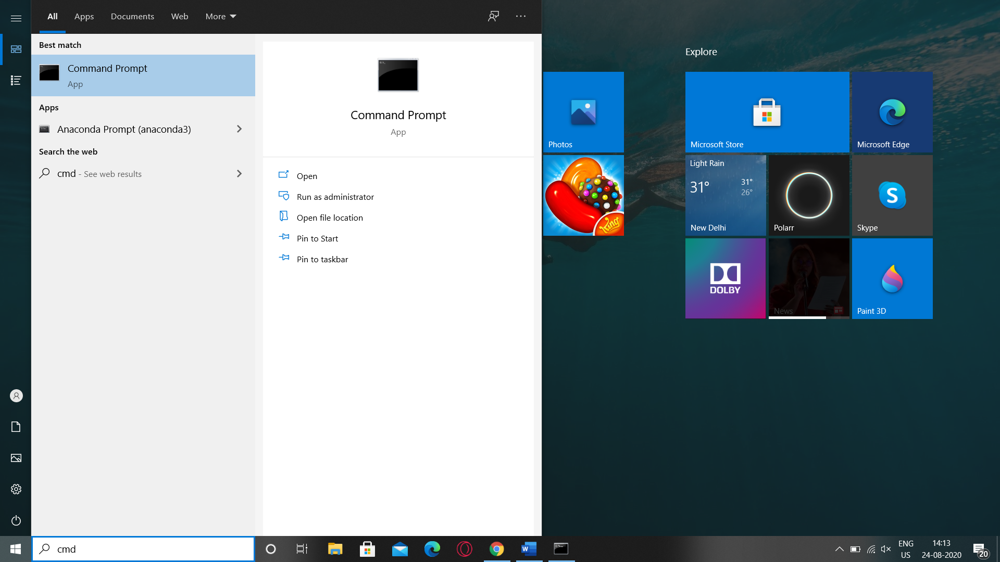 All
Apps
Documents
Web
More
Best match
Command Prompt
App
Apps
Anaconda Prompt (anaconda3)
Search the web
cmd - See web results
Command Prompt
App
Open
Run as administrator
Open file location
Pin to Start
Pin to taskbar
Explore
Photos
Microsoft Store
Microsoft Edge
King
Light Rain
31°
31°
26°
New Delhi
Polarr
S
Skype
DOLBY
News
Paint 3D
cmd
W
ENG
US
14:13
24-08-2020
20